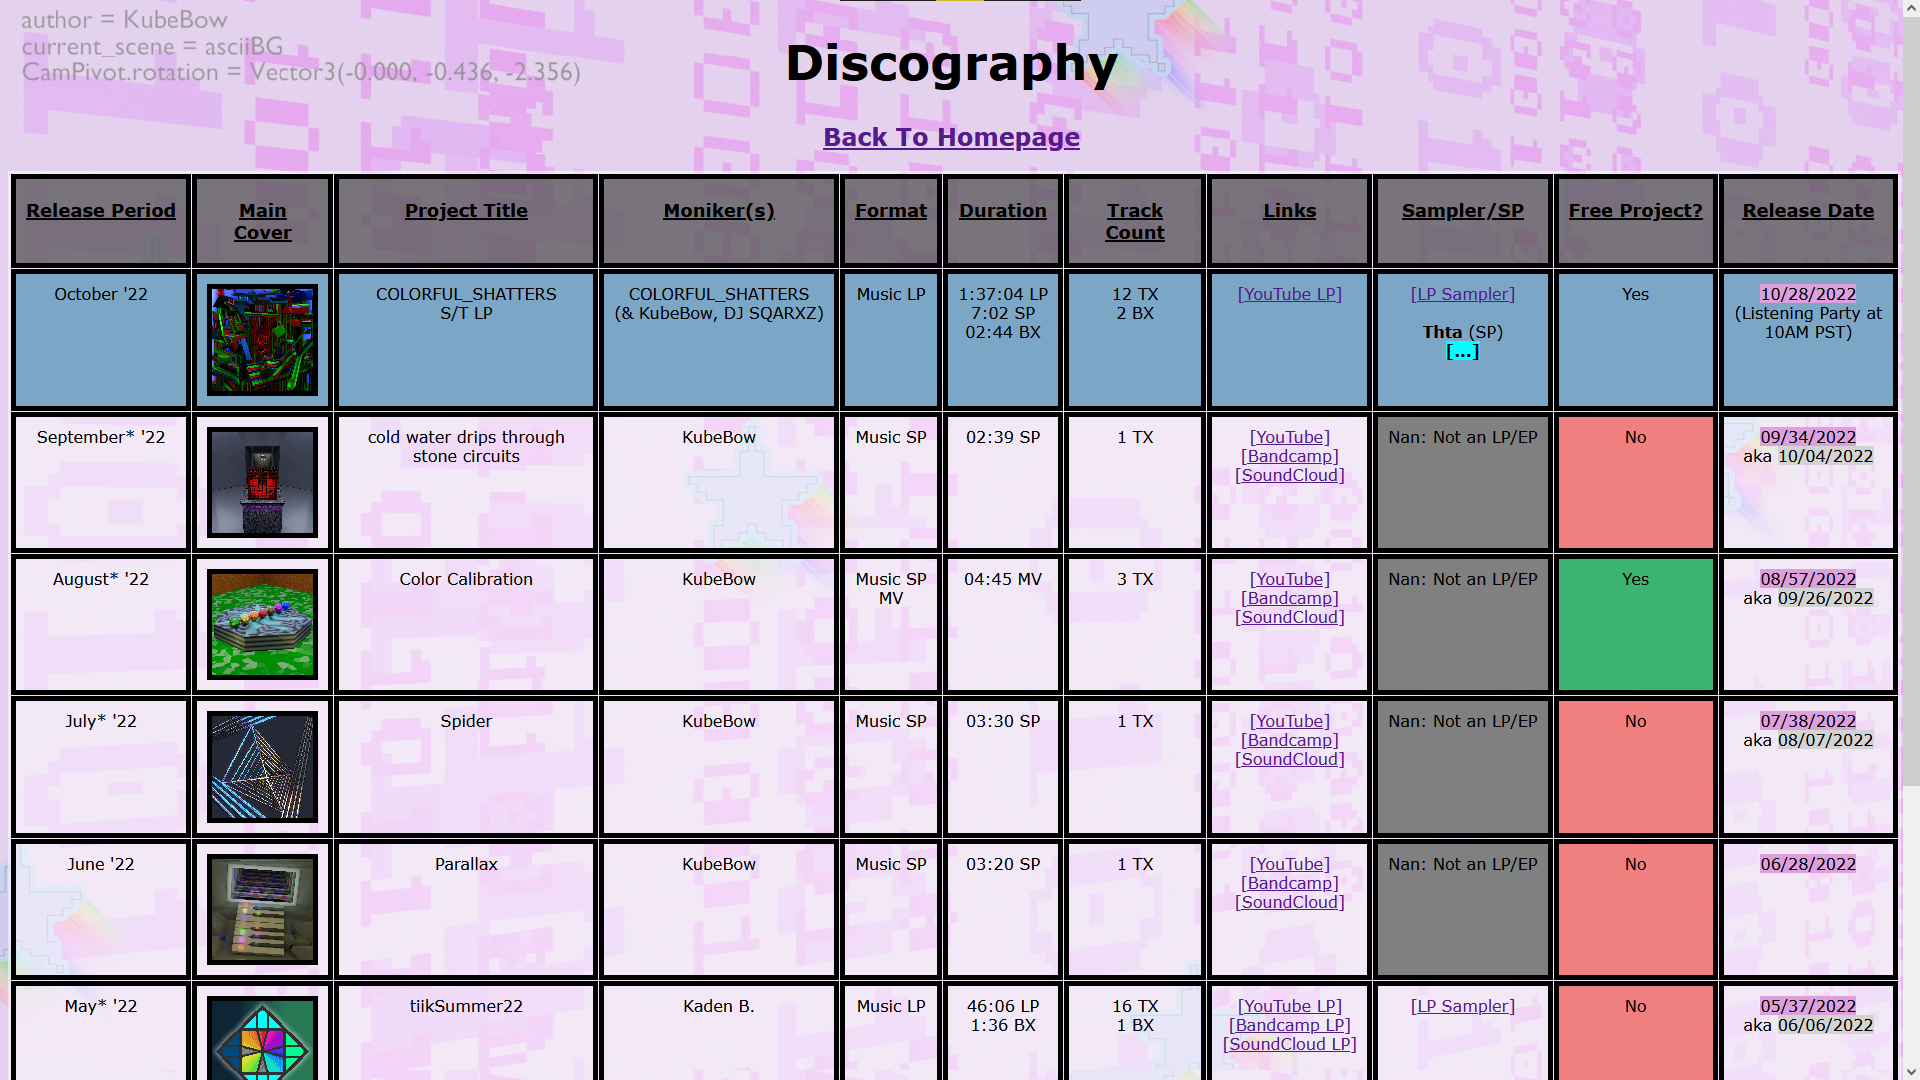 author = KubeBow
current_scene = asciiBG
CamPivot.rotation = Vector3(-0.000, -0.436, -2.356)
Discography
Back To Homepage
Release Period
Main
Cover
Project Title
Moniker(s)
Format
Duration
Track
Count
Links
Sampler/SP
Free Project?
Release Date
October '22
COLORFUL_SHATTERS
S/T LP
COLORFUL_SHATTERS
(& KubeBow, DJ SQARXZ)
Music LP
1:37:04 LP
7:02 SP
02:44 BX
12 TX
2 BX
[YouTube LP]
[LP Sampler]
Thta (SP)
[...]
Yes
10/28/2022
(Listening Party at
10AM PST)
September* '22
cold water drips through
stone circuits
KubeBow
Music SP
02:39 SP
1 TX
[YouTube]
[Bandcamp]
[SoundCloud]
Nan: Not an LP/EP
No
09/34/2022
aka 10/04/2022
August* '22
Color Calibration
KubeBow
Music SP
MV
04:45 MV
3 TX
[YouTube]
[Bandcamp]
[SoundCloud]
Nan: Not an LP/EP
Yes
08/57/2022
aka 09/26/2022
July* '22
Spider
KubeBow
Music SP
03:30 SP
1 TX
[YouTube]
[Bandcamp]
[SoundCloud]
Nan: Not an LP/EP
No
07/38/2022
aka 08/07/2022
June '22
Parallax
KubeBow
Music SP
03:20 SP
1 TX
[YouTube]
[Bandcamp]
[SoundCloud]
Nan: Not an LP/EP
No
06/28/2022
May* '22
tiikSummer22
Kaden B.
Music LP
46:06 LP
1:36 BX
16 TX
1 BX
[YouTube LP]
[Bandcamp LP]
[SoundCloud LP]
[LP Sampler]
No
05/37/2022
aka 06/06/2022